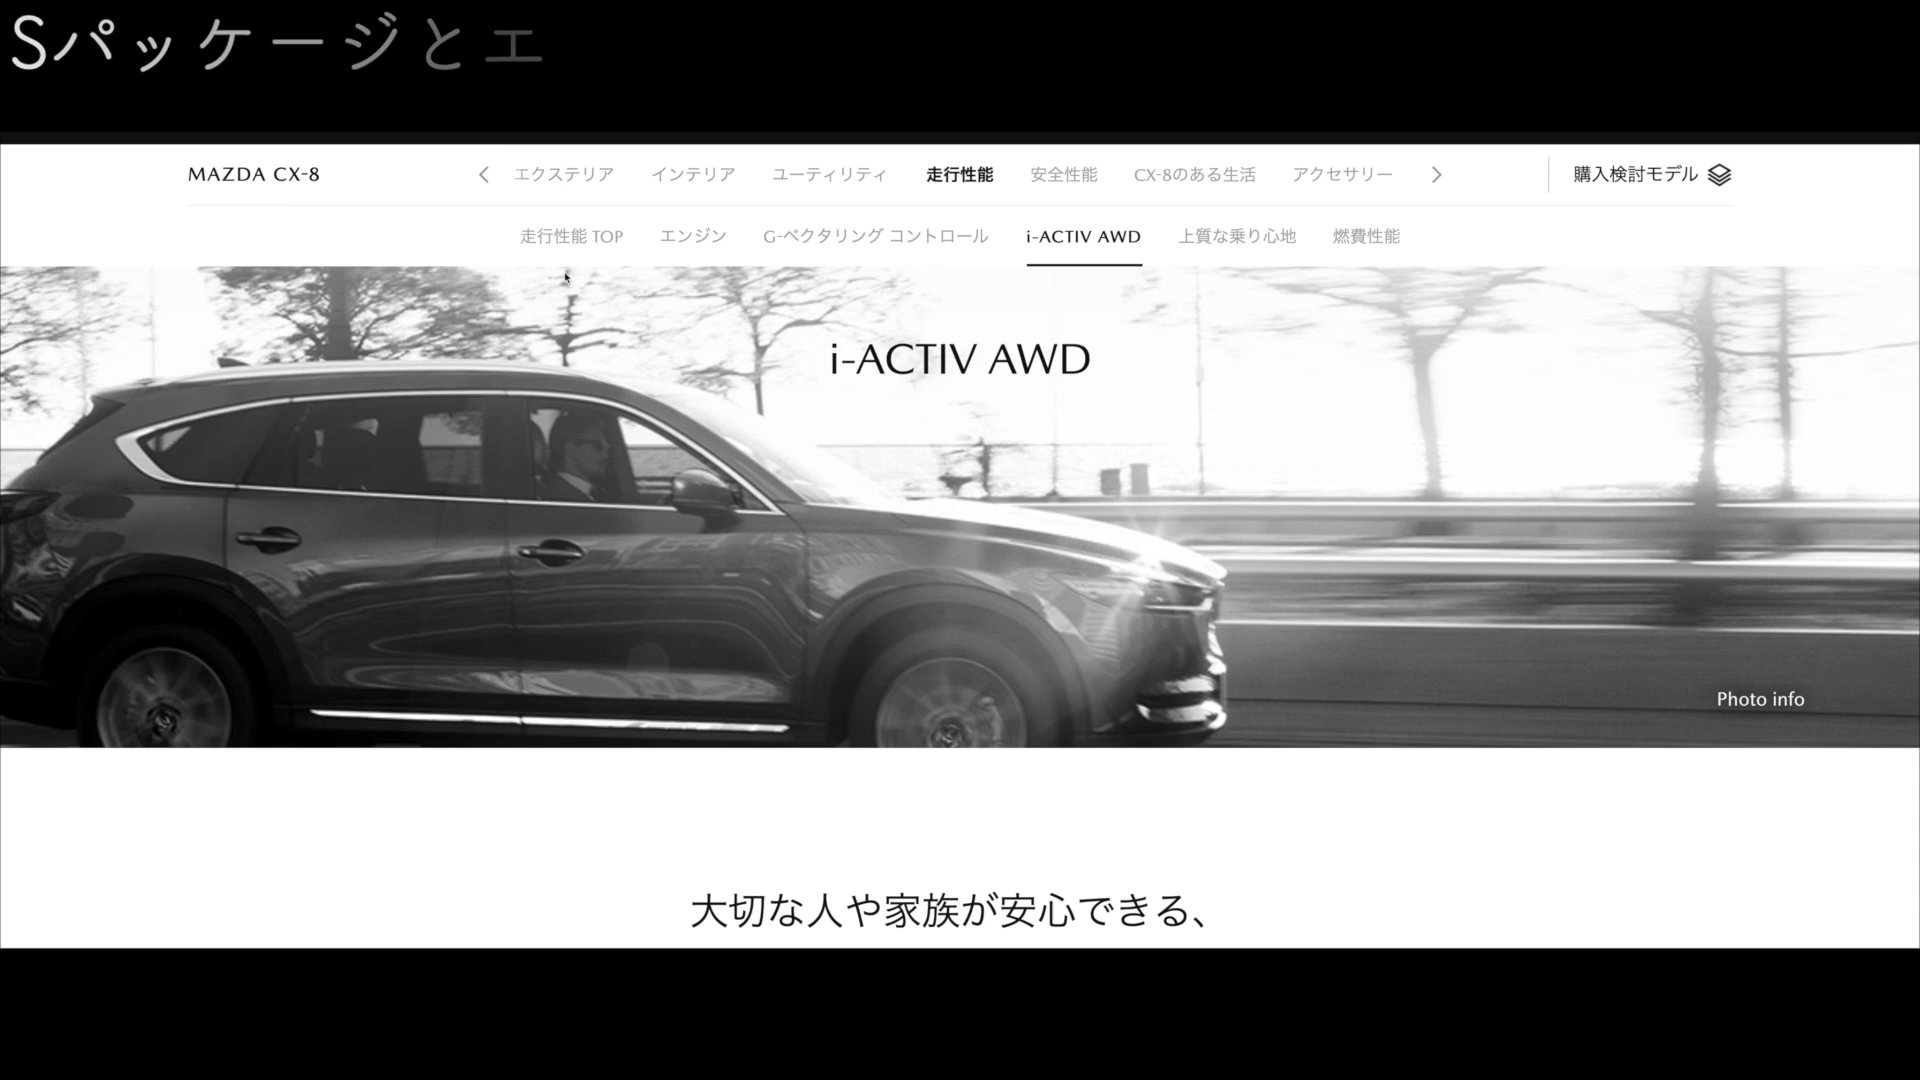 Sパッケージとエ
MAZDA CX-8
エクステリア
インテリア
ユーティリティ
走行性能
安全性能
CX-8のある生活
アクセサリー
購入検討モデル
走行性能 TOP
エンジン
G-ベクタリング コントロール
i-ACTIV AWD
上質な乗り心地
燃費性能
i-ACTIV AWD
Photo info
大切な人や家族が安心できる、